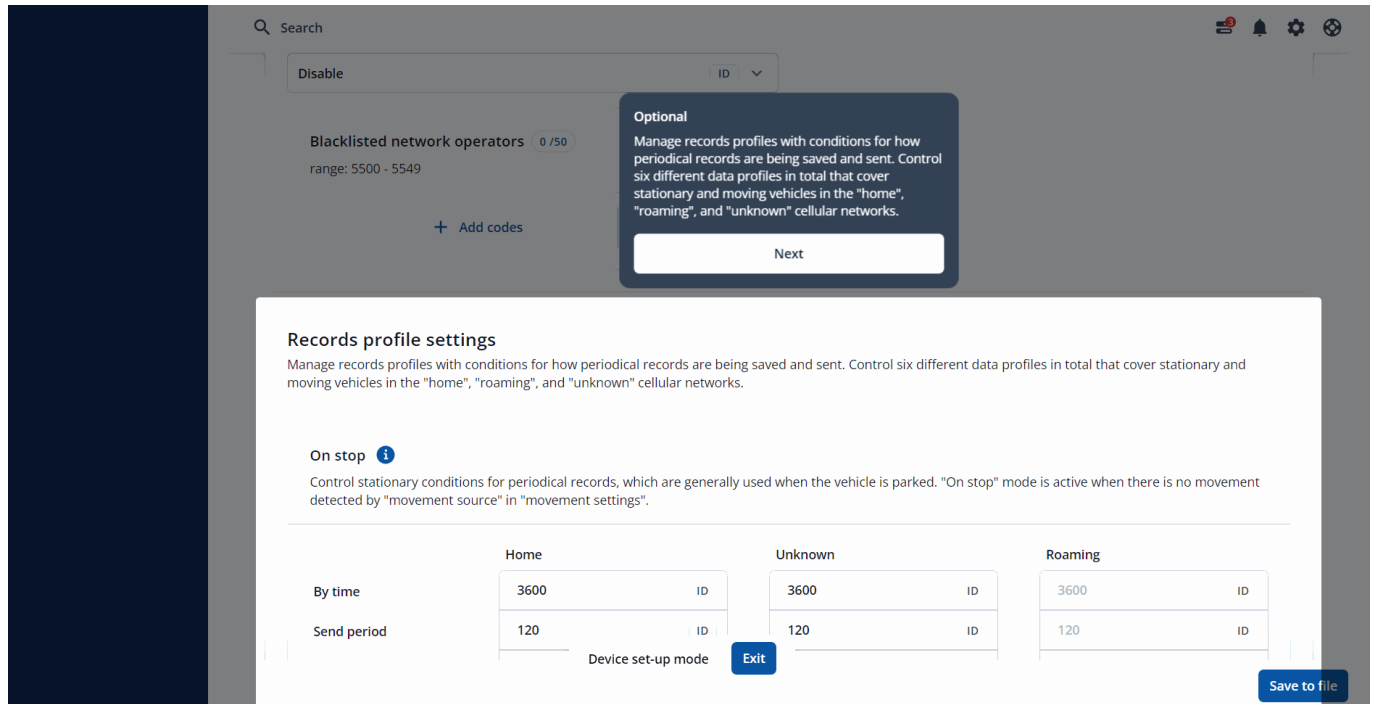 Search
3
Disable
ID
Optional
Manage records profiles with conditions for how
periodical records are being saved and sent. Control
six different data profiles in total that cover
stationary and moving vehicles in the "home",
"roaming", and "unknown" cellular networks.
Next
Blacklisted network operators 0 /50
range: 5500 - 5549
+ Add codes
Records profile settings
Manage records profiles with conditions for how periodical records are being saved and sent. Control six different data profiles in total that cover stationary and
moving vehicles in the "home", "roaming", and "unknown" cellular networks.
On stop
Control stationary conditions for periodical records, which are generally used when the vehicle is parked. "On stop" mode is active when there is no movement
detected by "movement source" in "movement settings".
Home Unknown Roaming
By time 3600 ID 3600 ID 3600 ID
Send period 120 ID 120 ID 120 ID
Device set-up mode Exit
Save to file